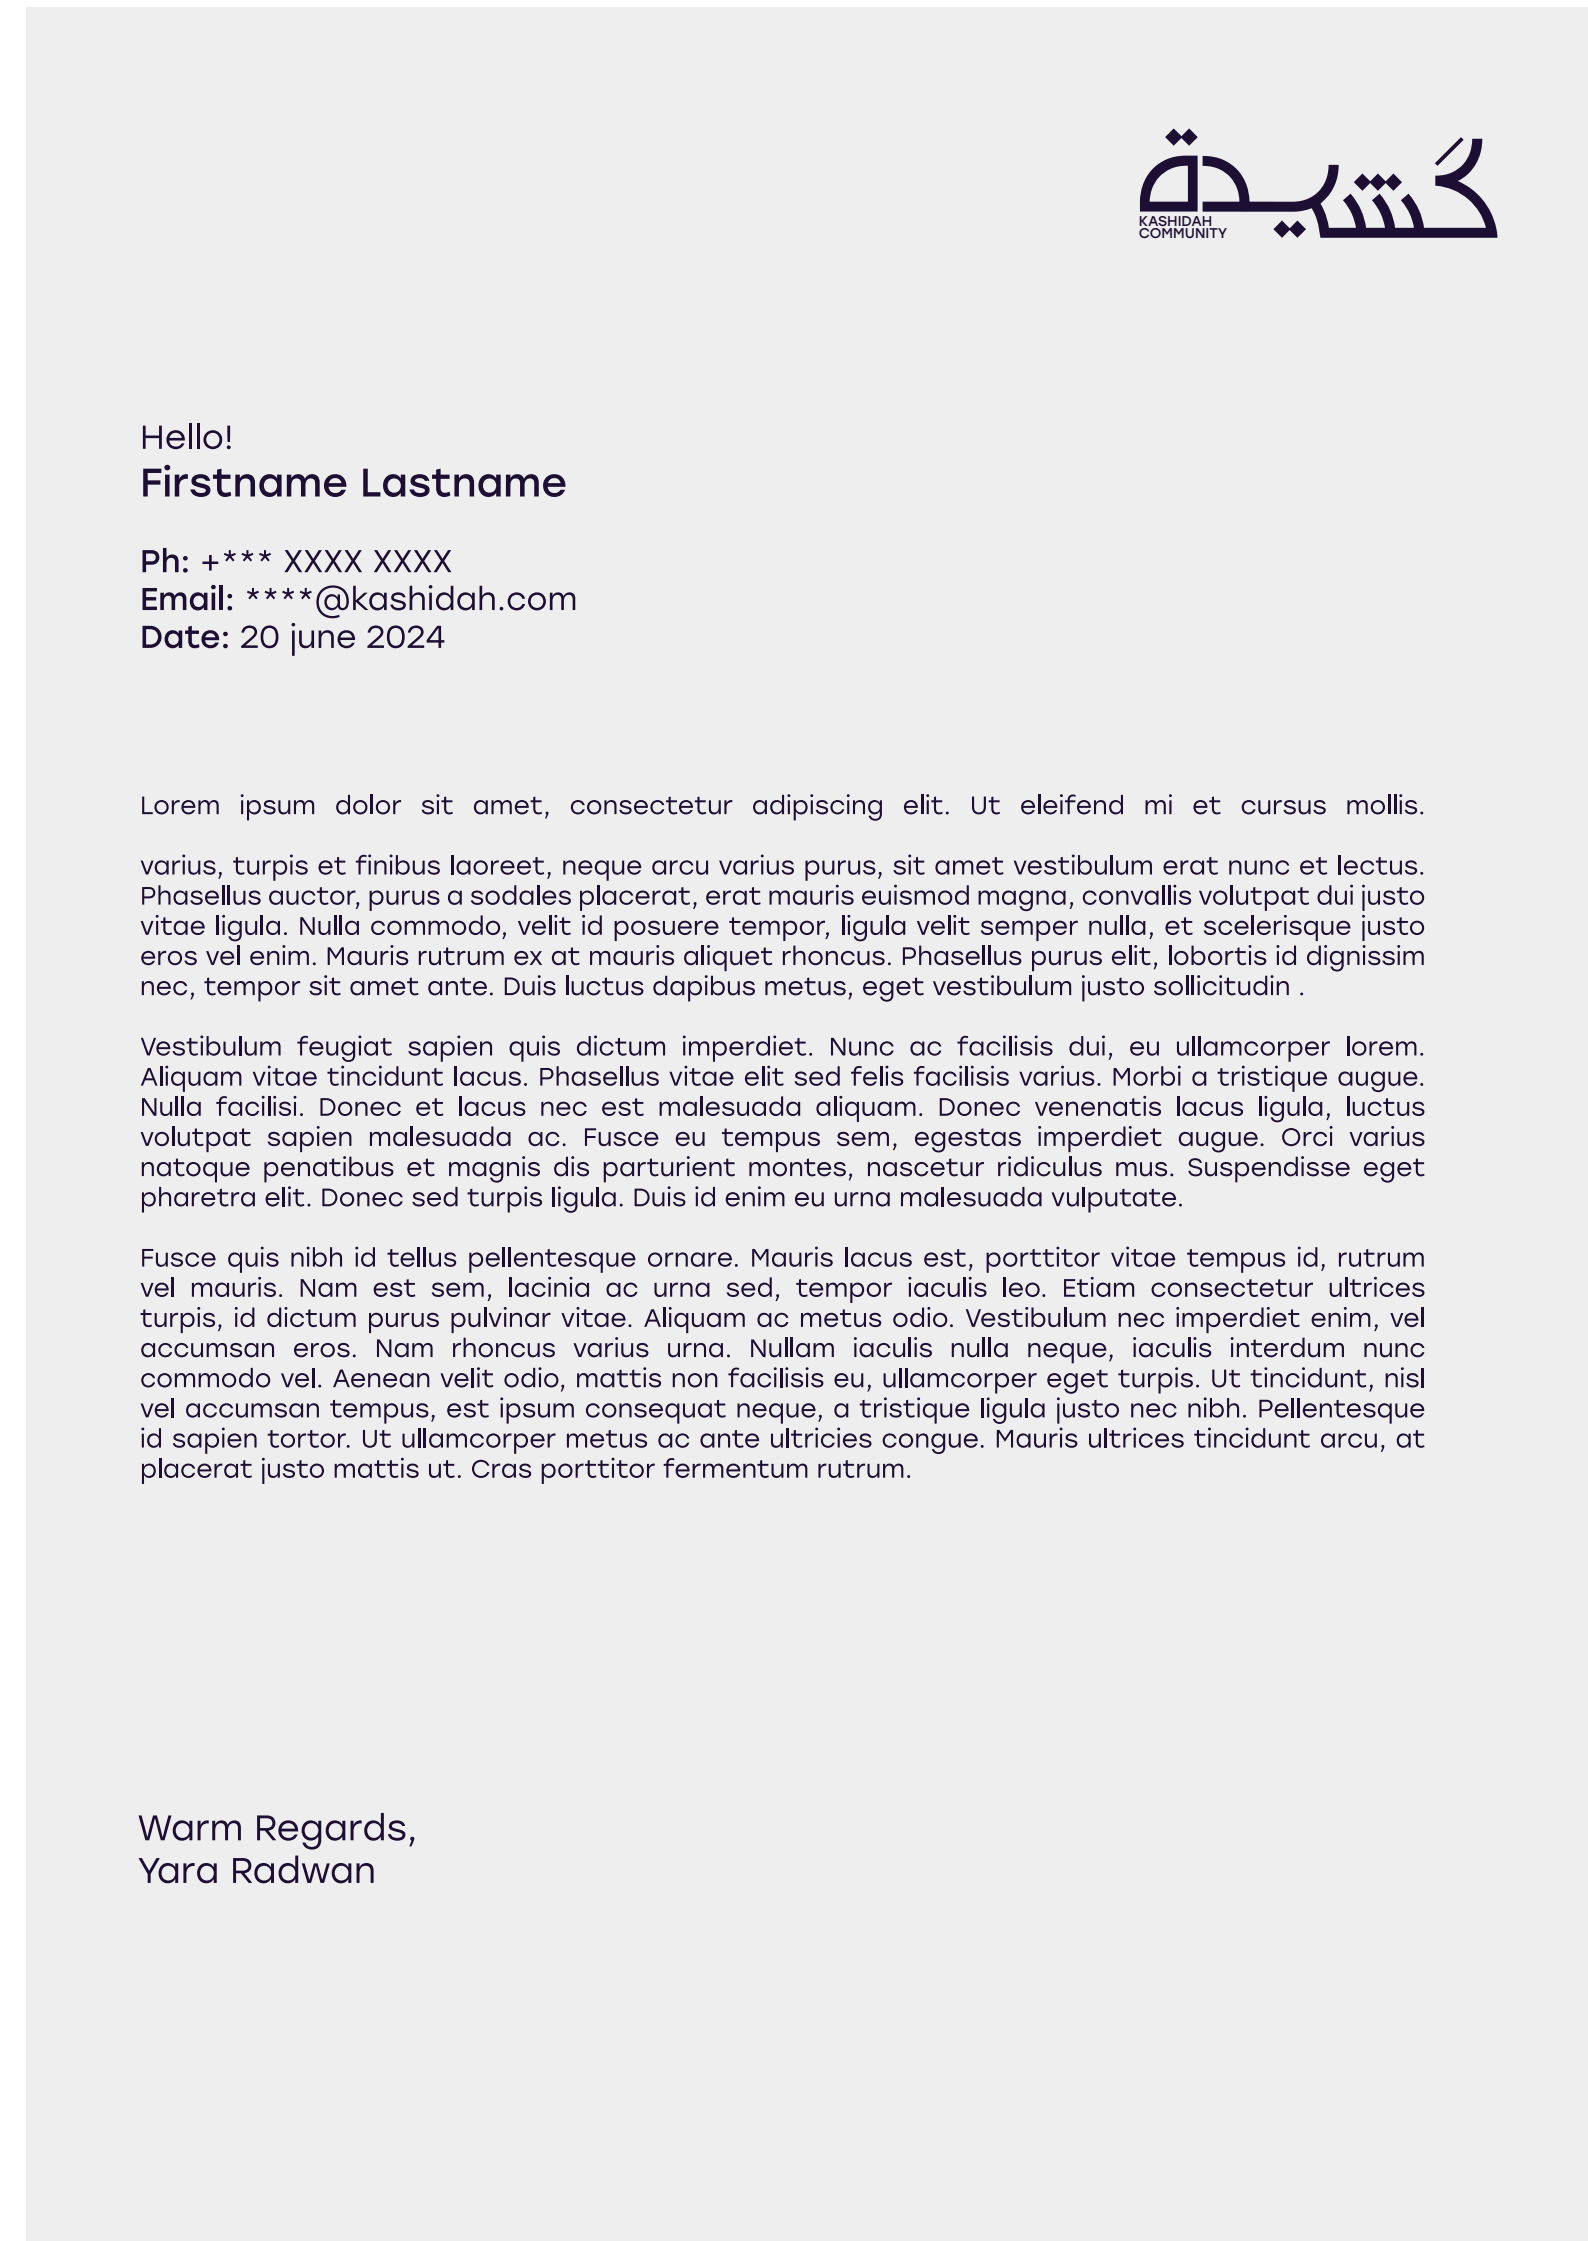 كَشيدة
KASHIDAH
COMMUNITY
Hello!
Firstname Lastname
Ph: +*** XXXX XXXX
Email: ****@kashidah.com
Date: 20 june 2024
Lorem ipsum dolor sit amet, consectetur adipiscing elit. Ut eleifend mi et cursus mollis.
varius, turpis et finibus laoreet, neque arcu varius purus, sit amet vestibulum erat nunc et lectus.
Phasellus auctor, purus a sodales placerat, erat mauris euismod magna, convallis volutpat dui justo
vitae ligula. Nulla commodo, velit id posuere tempor, ligula velit semper nulla, et scelerisque justo
eros vel enim. Mauris rutrum ex at mauris aliquet rhoncus. Phasellus purus elit, lobortis id dignissim
nec, tempor sit amet ante. Duis luctus dapibus metus, eget vestibulum justo sollicitudin .
Vestibulum feugiat sapien quis dictum imperdiet. Nunc ac facilisis dui, eu ullamcorper lorem.
Aliquam vitae tincidunt lacus. Phasellus vitae elit sed felis facilisis varius. Morbi a tristique augue.
Nulla facilisi. Donec et lacus nec est malesuada aliquam. Donec venenatis lacus ligula, luctus
volutpat sapien malesuada ac. Fusce eu tempus sem, egestas imperdiet augue. Orci varius
natoque penatibus et magnis dis parturient montes, nascetur ridiculus mus. Suspendisse eget
pharetra elit. Donec sed turpis ligula. Duis id enim eu urna malesuada vulputate.
Fusce quis nibh id tellus pellentesque ornare. Mauris lacus est, porttitor vitae tempus id, rutrum
vel mauris. Nam est sem, lacinia ac urna sed, tempor iaculis leo. Etiam consectetur ultrices
turpis, id dictum purus pulvinar vitae. Aliquam ac metus odio. Vestibulum nec imperdiet enim, vel
accumsan eros. Nam rhoncus varius urna. Nullam iaculis nulla neque, iaculis interdum nunc
commodo vel. Aenean velit odio, mattis non facilisis eu, ullamcorper eget turpis. Ut tincidunt, nisl
vel accumsan tempus, est ipsum consequat neque, a tristique ligula justo nec nibh. Pellentesque
id sapien tortor. Ut ullamcorper metus ac ante ultricies congue. Mauris ultrices tincidunt arcu, at
placerat justo mattis ut. Cras porttitor fermentum rutrum.
Warm Regards,
Yara Radwan